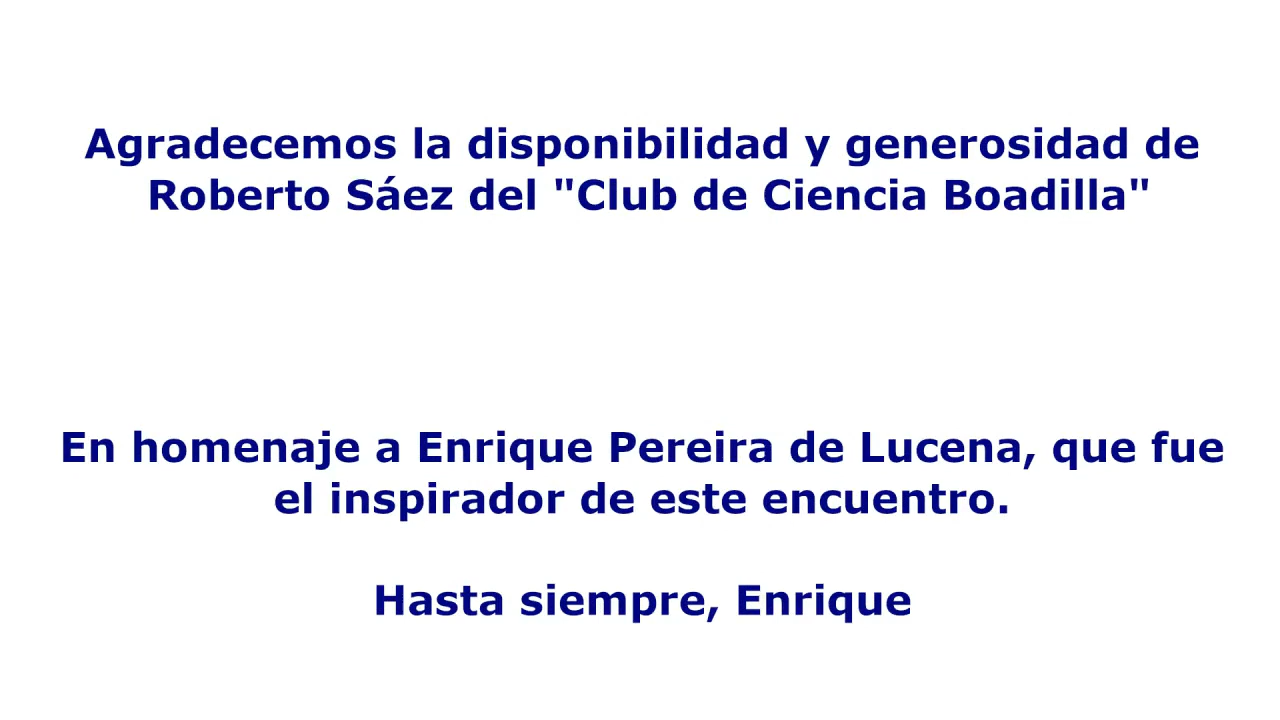 Agradecemos la disponibilidad y generosidad de
Roberto Sáez del "Club de Ciencia Boadilla"
En homenaje a Enrique Pereira de Lucena, que fue
el inspirador de este encuentro.
Hasta siempre, Enrique